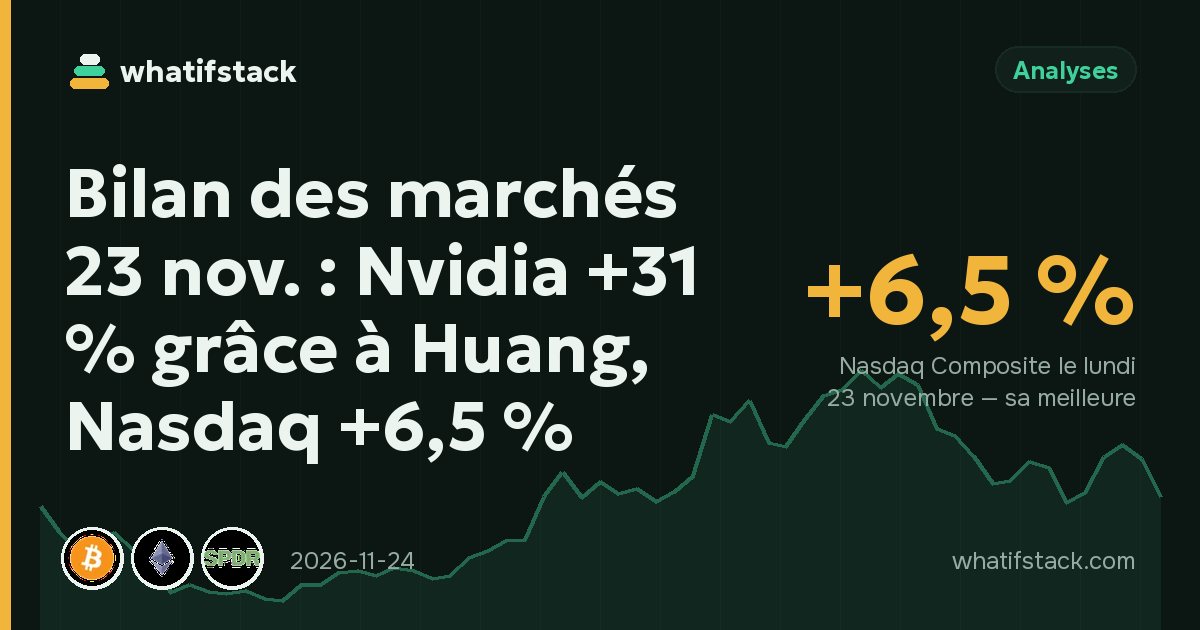 whatifstack
Analyses
Bilan des marchés
23 nov. : Nvidia +31
% grâce à Huang,
Nasdaq +6,5 %
+6,5 %
Nasdaq Composite le lundi
23 novembre — sa meilleure
SPDR
2026-11-24
whatifstack.com